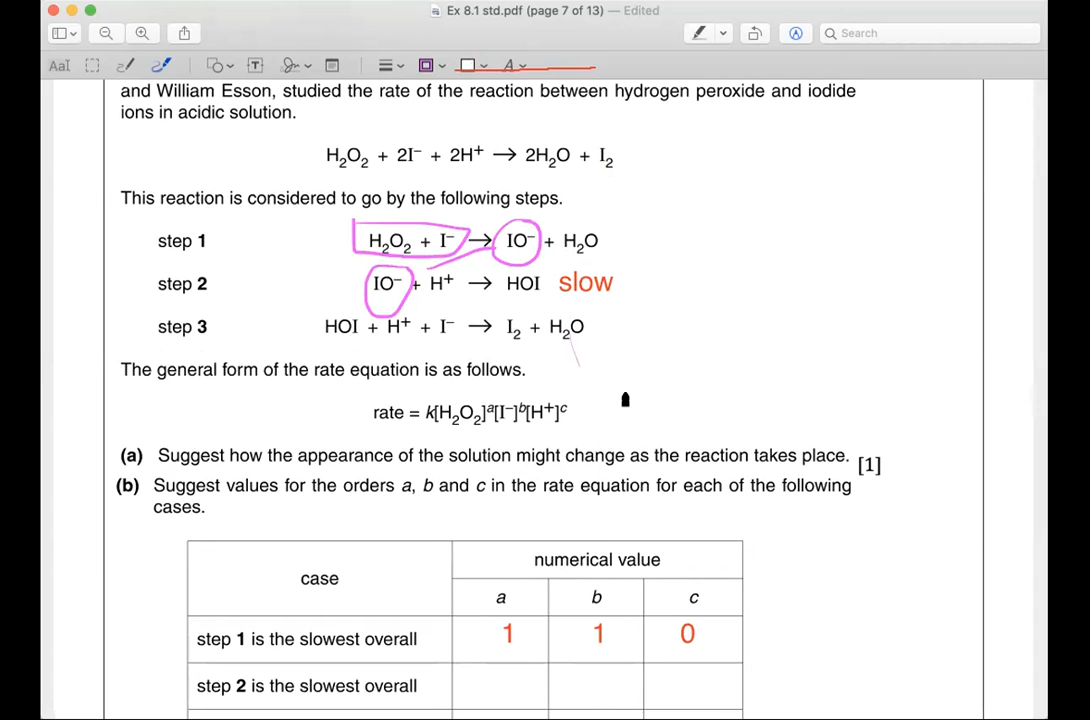 Ex 8.1 std.pdf (page 7 of 13) — Edited
Search
AaI
T
A
and William Esson, studied the rate of the reaction between hydrogen peroxide and iodide
ions in acidic solution.
H₂O₂ + 2I⁻ + 2H⁺ → 2H₂O + I₂
This reaction is considered to go by the following steps.
step 1 H₂O₂ + I⁻ → IO⁻ + H₂O
step 2 IO⁻ + H⁺ → HOI slow
step 3 HOI + H⁺ + I⁻ → I₂ + H₂O
The general form of the rate equation is as follows.
rate = k[H₂O₂]ᵃ[I⁻]ᵇ[H⁺]ᶜ
(a) Suggest how the appearance of the solution might change as the reaction takes place. [1]
(b) Suggest values for the orders a, b and c in the rate equation for each of the following
cases.
case
numerical value
a b c
step 1 is the slowest overall 1 1 0
step 2 is the slowest overall